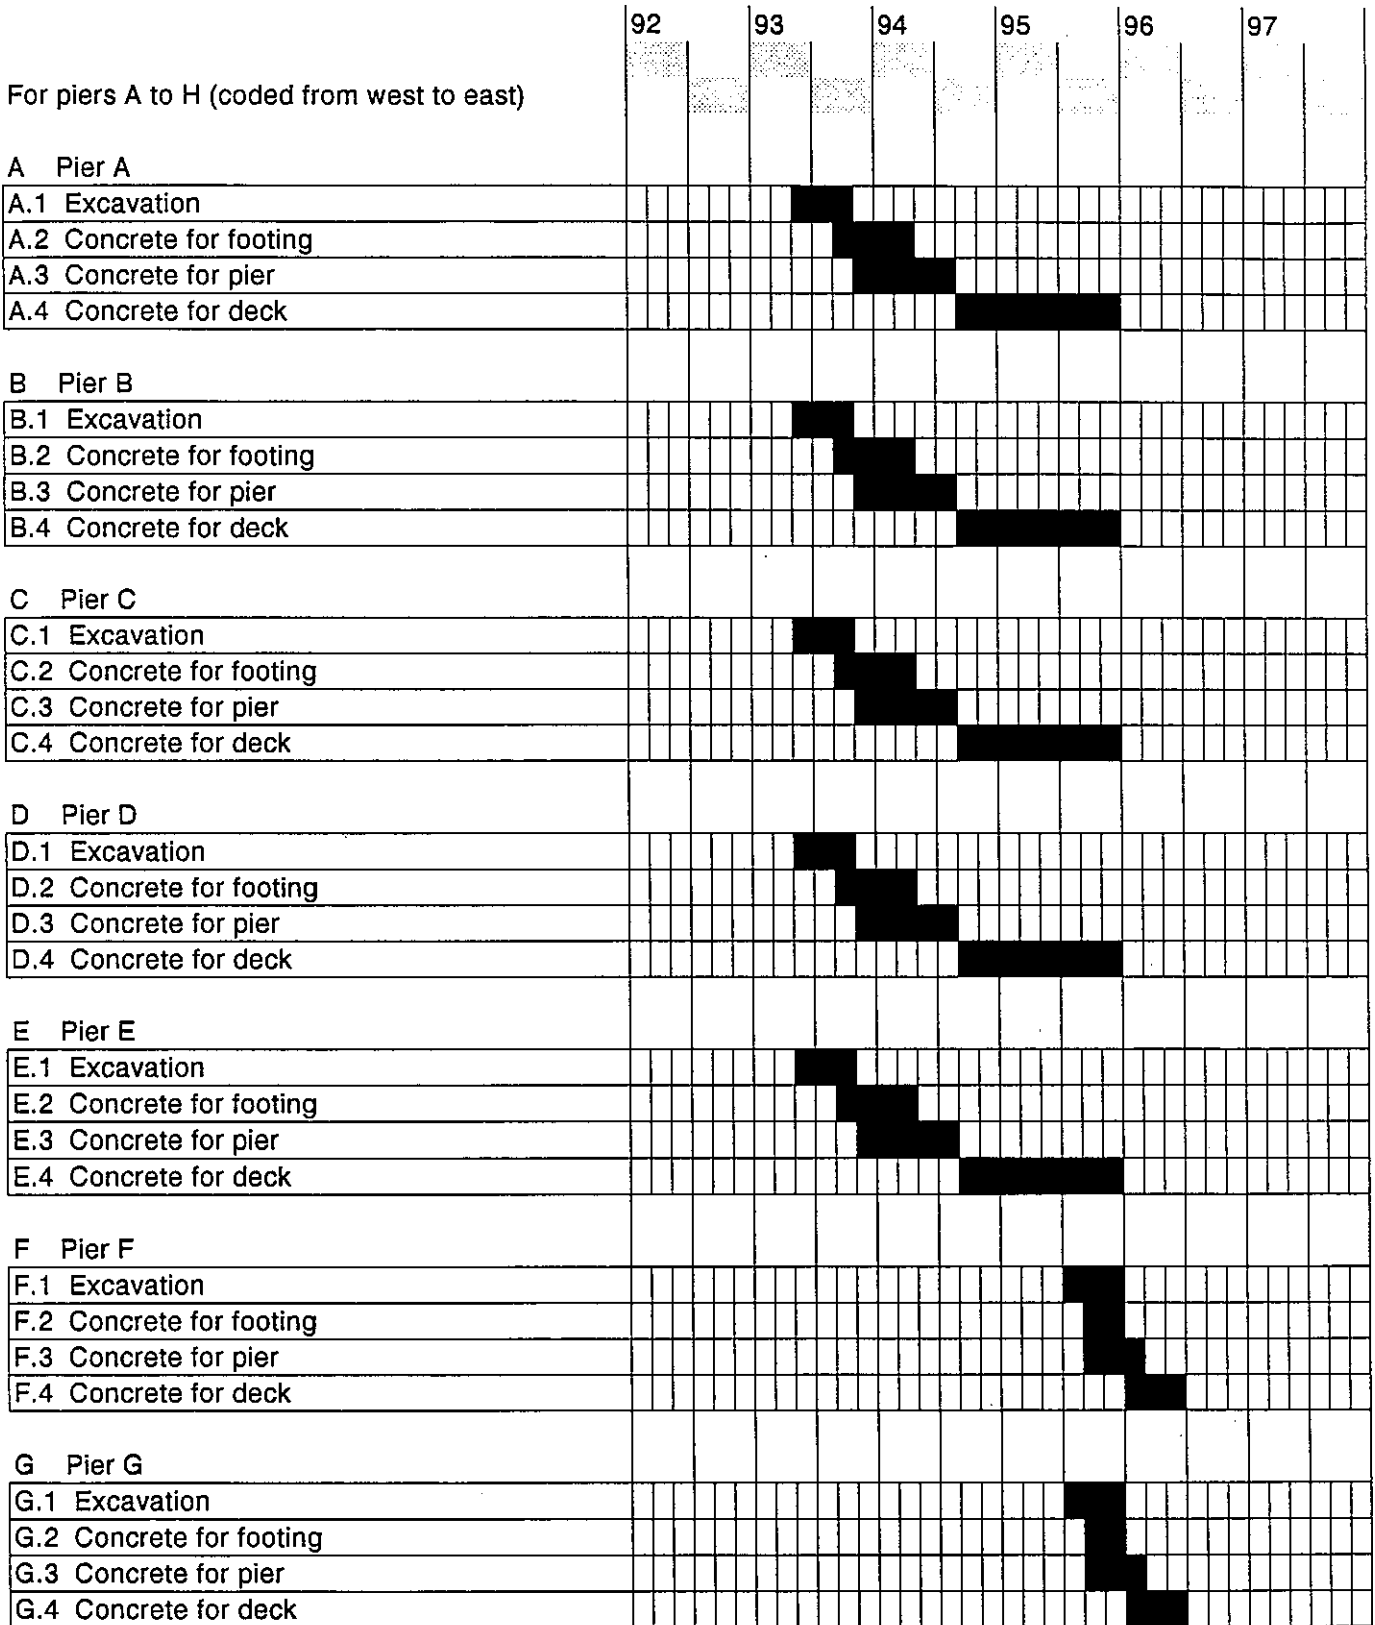 92 93 94 95 96 97
For piers A to H (coded from west to east)
A Pier A
A.1 Excavation
A.2 Concrete for footing
A.3 Concrete for pier
A.4 Concrete for deck
B Pier B
B.1 Excavation
B.2 Concrete for footing
B.3 Concrete for pier
B.4 Concrete for deck
C Pier C
C.1 Excavation
C.2 Concrete for footing
C.3 Concrete for pier
C.4 Concrete for deck
D Pier D
D.1 Excavation
D.2 Concrete for footing
D.3 Concrete for pier
D.4 Concrete for deck
E Pier E
E.1 Excavation
E.2 Concrete for footing
E.3 Concrete for pier
E.4 Concrete for deck
F Pier F
F.1 Excavation
F.2 Concrete for footing
F.3 Concrete for pier
F.4 Concrete for deck
G Pier G
G.1 Excavation
G.2 Concrete for footing
G.3 Concrete for pier
G.4 Concrete for deck